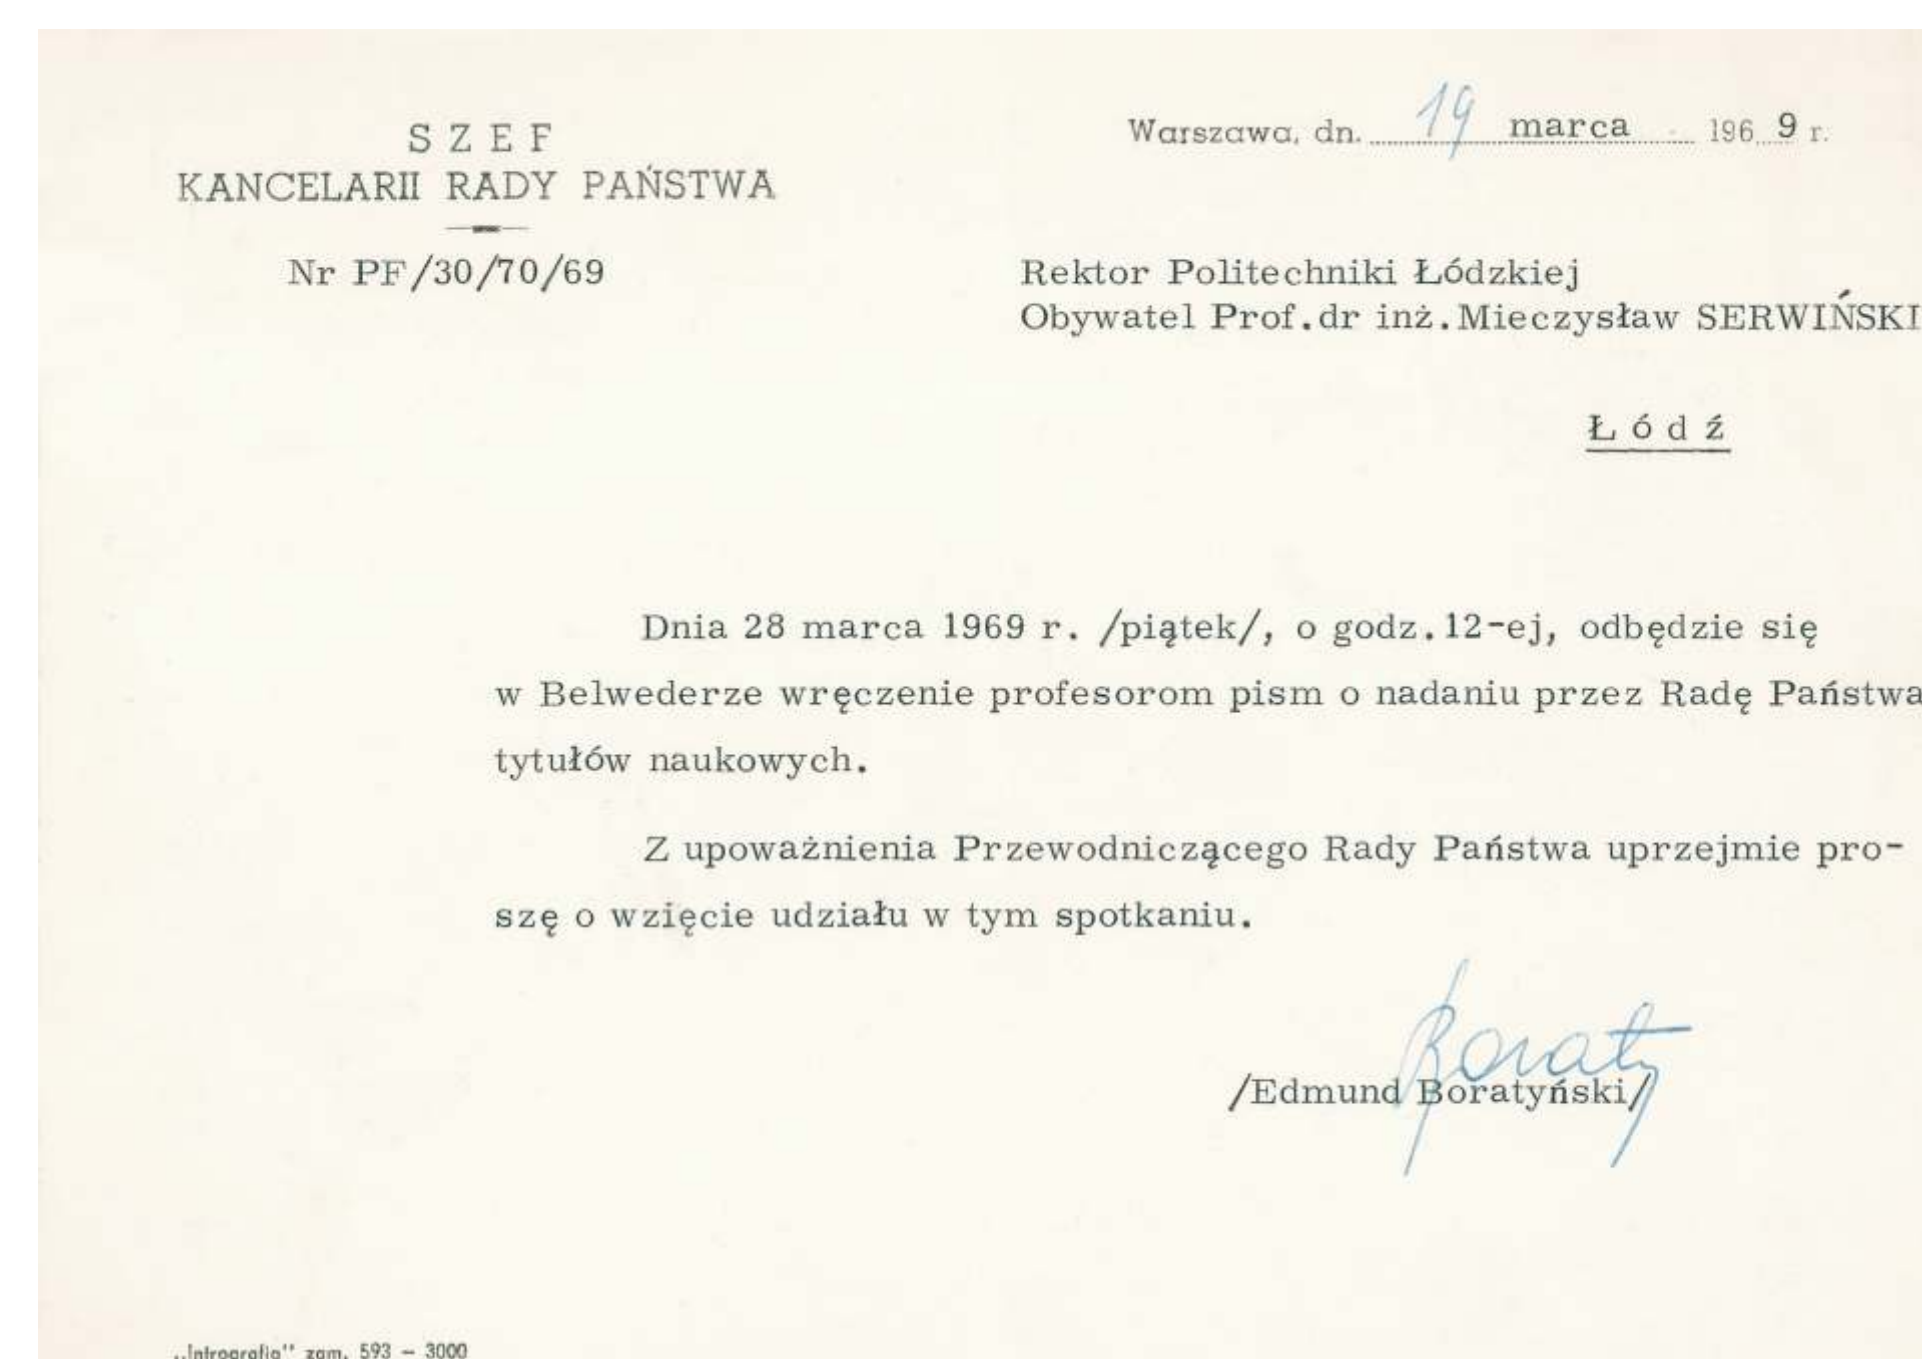 SZEF
KANCELARII RADY PAŃSTWA
Nr PF/30/70/69
Warszawa, dn. 19 marca 1969 r.
Rektor Politechniki Łódzkiej
Obywatel Prof.dr inż.Mieczysław SERWIŃSKI
Łódź
Dnia 28 marca 1969 r. /piątek/, o godz.12-ej, odbędzie się
w Belwederze wręczenie profesorom pism o nadaniu przez Radę Państwa
tytułów naukowych.
Z upoważnienia Przewodniczącego Rady Państwa uprzejmie pro-
szę o wzięcie udziału w tym spotkaniu.
Boraty
/Edmund Boratyński/
„Intrografia" zam. 593 – 3000